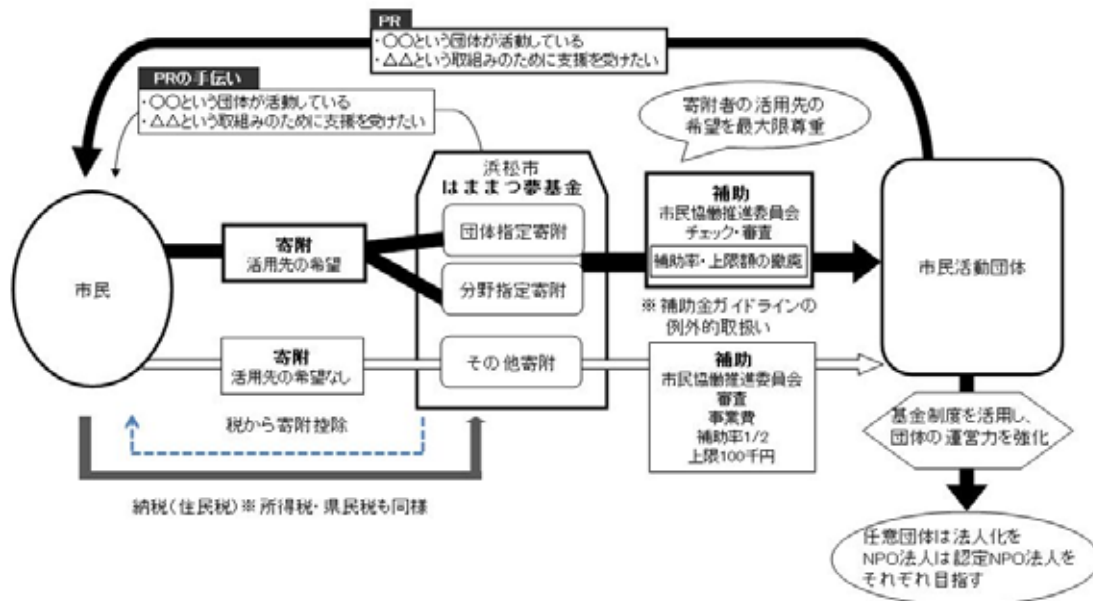 PR
・〇〇という団体が活動している
・△△という取組みのために支援を受けたい
PRの手伝い
・〇〇という団体が活動している
・△△という取組みのために支援を受けたい
寄附者の活用先の
希望を最大限尊重
浜松市
はままつ夢基金
市民
寄附
活用先の希望
団体指定寄附
分野指定寄附
補助
市民協働推進委員会
チェック・審査
補助率・上限額の撤廃
※補助金ガイドラインの
例外的取扱い
市民活動団体
寄附
活用先の希望なし
その他寄附
補助
市民協働推進委員会
審査
事業費
補助率1/2
上限100千円
税から寄附控除
納税(住民税)※所得税・県民税も同様
基金制度を活用し、
団体の運営力を強化
任意団体は法人化を
NPO法人は認定NPO法人を
それぞれ目指す